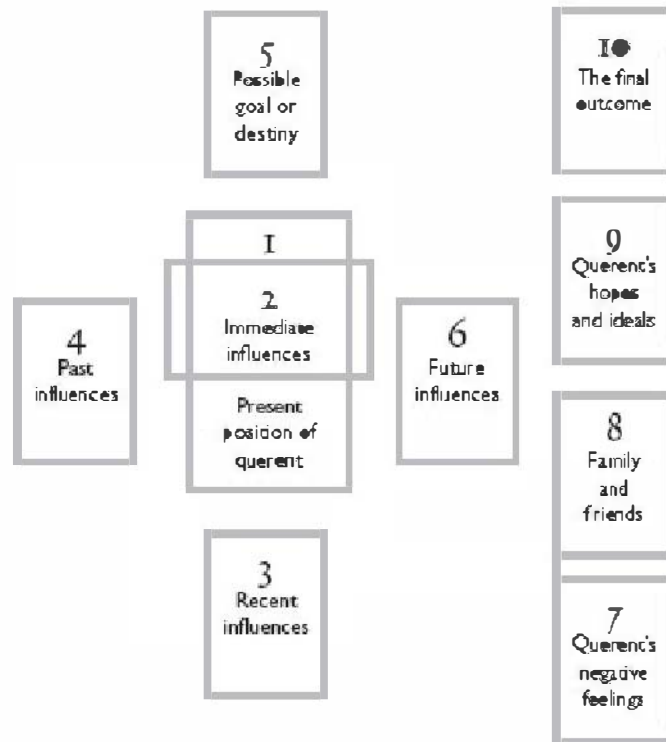 5
Possible
goal or
destiny
10
The final
outcome
1
2
Immediate
influences
Present
position of
querent
4
Past
influences
6
Future
influences
9
Querent's
hopes
and ideals
8
Family
and
friends
3
Recent
influences
7
Querent's
negative
feelings